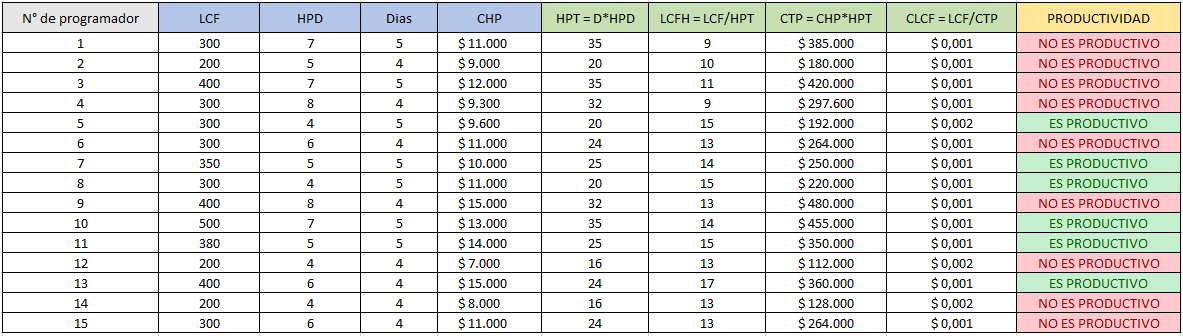 N° de programador LCF HPD Dias CHP HPT = D*HPD LCFH = LCF/HPT CTP = CHP*HPT CLCF = LCF/CTP PRODUCTIVIDAD
1 300 7 5 $ 11.000 35 9 $ 385.000 $ 0,001 NO ES PRODUCTIVO
2 200 5 4 $ 9.000 20 10 $ 180.000 $ 0,001 NO ES PRODUCTIVO
3 400 7 5 $ 12.000 35 11 $ 420.000 $ 0,001 NO ES PRODUCTIVO
4 300 8 4 $ 9.300 32 9 $ 297.600 $ 0,001 NO ES PRODUCTIVO
5 300 4 5 $ 9.600 20 15 $ 192.000 $ 0,002 ES PRODUCTIVO
6 300 6 4 $ 11.000 24 13 $ 264.000 $ 0,001 NO ES PRODUCTIVO
7 350 5 5 $ 10.000 25 14 $ 250.000 $ 0,001 ES PRODUCTIVO
8 300 4 5 $ 11.000 20 15 $ 220.000 $ 0,001 ES PRODUCTIVO
9 400 8 4 $ 15.000 32 13 $ 480.000 $ 0,001 NO ES PRODUCTIVO
10 500 7 5 $ 13.000 35 14 $ 455.000 $ 0,001 ES PRODUCTIVO
11 380 5 5 $ 14.000 25 15 $ 350.000 $ 0,001 ES PRODUCTIVO
12 200 4 4 $ 7.000 16 13 $ 112.000 $ 0,002 NO ES PRODUCTIVO
13 400 6 4 $ 15.000 24 17 $ 360.000 $ 0,001 ES PRODUCTIVO
14 200 4 4 $ 8.000 16 13 $ 128.000 $ 0,002 NO ES PRODUCTIVO
15 300 6 4 $ 11.000 24 13 $ 264.000 $ 0,001 NO ES PRODUCTIVO